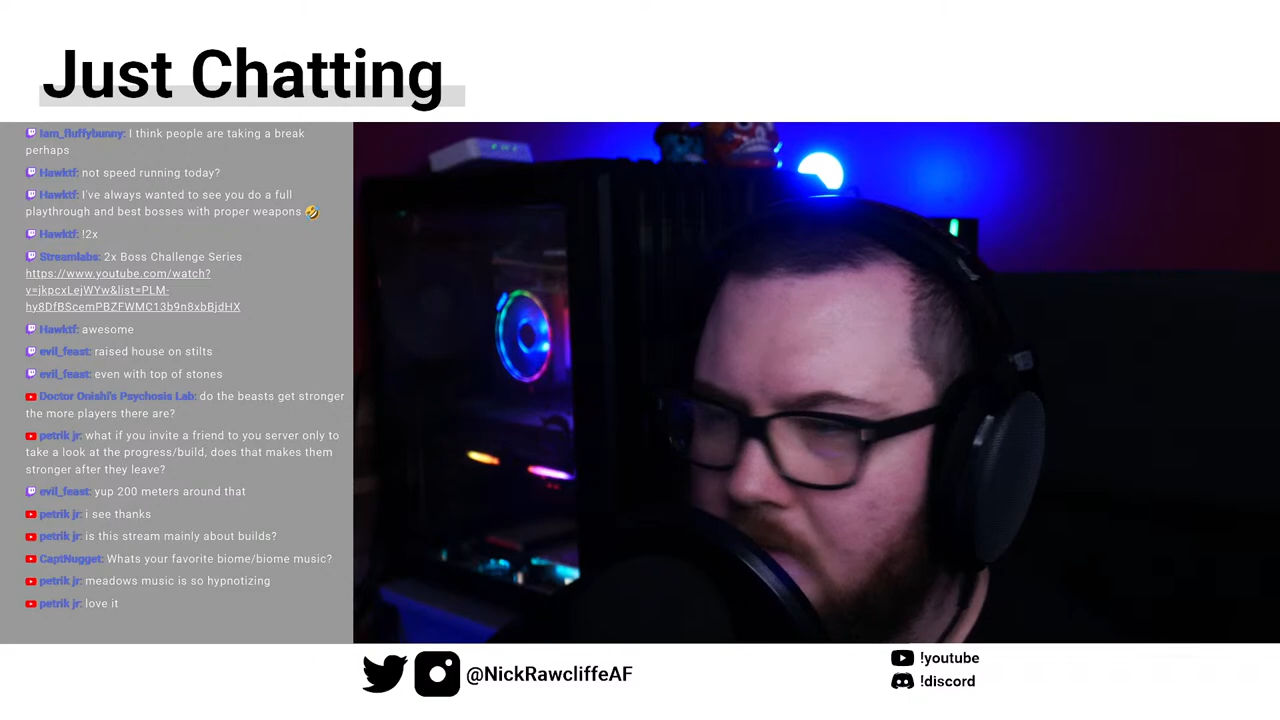 Just Chatting
Iam_fluffybunny: I think people are taking a break
perhaps
Hawktf: not speed running today?
Hawktf: I've always wanted to see you do a full
playthrough and best bosses with proper weapons 🤣
Hawktf: !2x
Streamlabs: 2x Boss Challenge Series
https://www.youtube.com/watch?
v=jkpcxLejWYw&list=PLM-
hy8DfBScemPBZFWMC13b9n8xbBjdHX
Hawktf: awesome
evil_feast: raised house on stilts
evil_feast: even with top of stones
Doctor Onishi's Psychosis Lab: do the beasts get stronger
the more players there are?
petrik jr: what if you invite a friend to you server only to
take a look at the progress/build, does that makes them
stronger after they leave?
evil_feast: yup 200 meters around that
petrik jr: i see thanks
petrik jr: is this stream mainly about builds?
CaptNugget: Whats your favorite biome/biome music?
petrik jr: meadows music is so hypnotizing
petrik jr: love it
@NickRawcliffeAF
!youtube
!discord